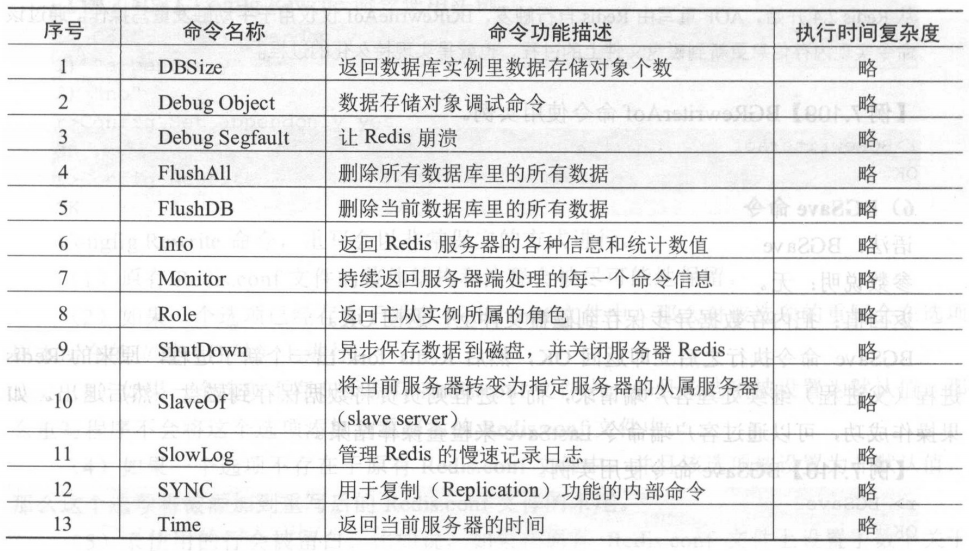 序号 命令名称 命令功能描述 执行时间复杂度
1 DBSize 返回数据库实例里数据存储对象个数 略
2 Debug Object 数据存储对象调试命令 略
3 Debug Segfault 让 Redis 崩溃 略
4 FlushAll 删除所有数据库里的所有数据 略
5 FlushDB 删除当前数据库里的所有数据 略
6 Info 返回 Redis 服务器的各种信息和统计数值 略
7 Monitor 持续返回服务器端处理的每一个命令信息 略
8 Role 返回主从实例所属的角色 略
9 ShutDown 异步保存数据到磁盘，并关闭服务器 Redis 略
10 SlaveOf 将当前服务器转变为指定服务器的从属服务器
（slave server） 略
11 SlowLog 管理 Redis 的慢速记录日志 略
12 SYNC 用于复制（Replication）功能的内部命令 略
13 Time 返回当前服务器的时间 略